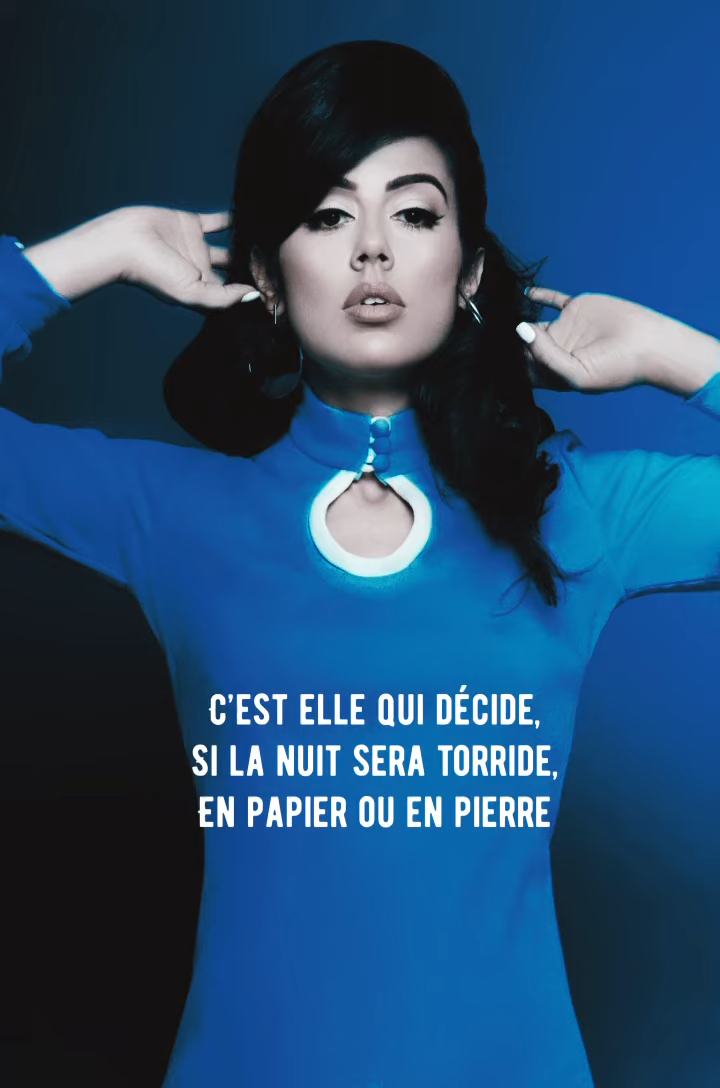 C'EST ELLE QUI DÉCIDE,
SI LA NUIT SERA TORRIDE,
EN PAPIER OU EN PIERRE